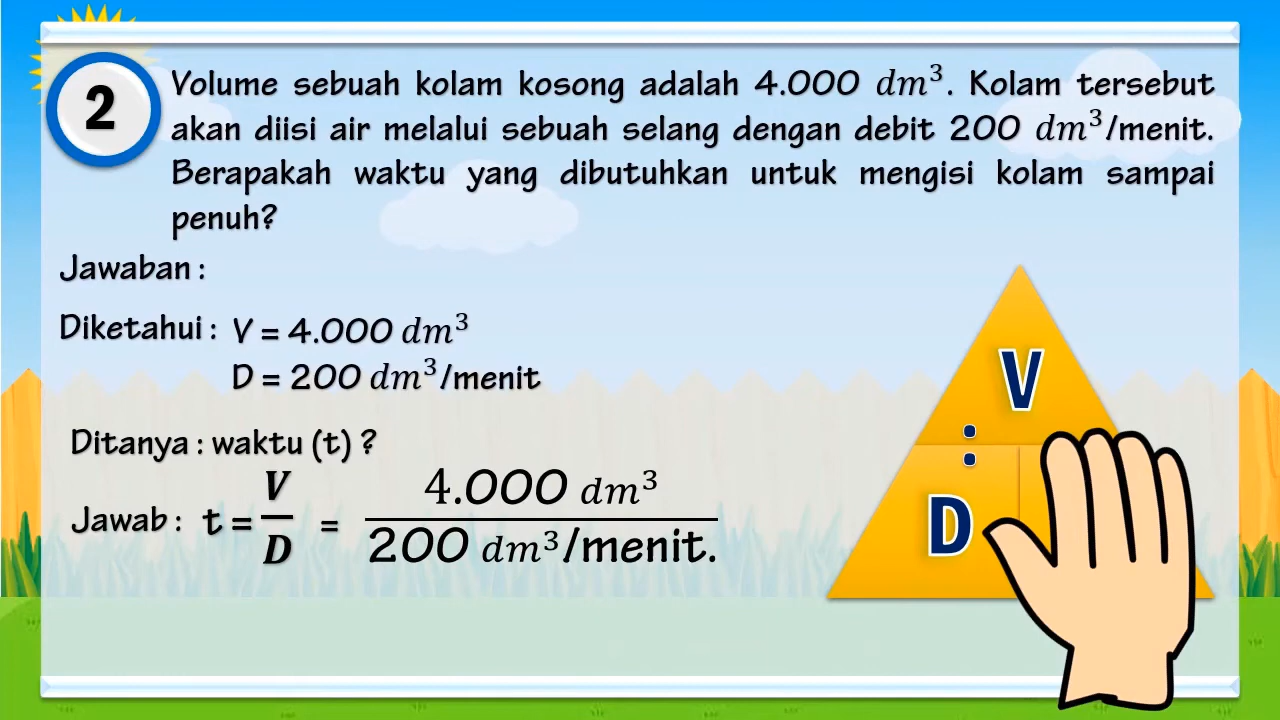 2
Volume sebuah kolam kosong adalah 4.000 dm³. Kolam tersebut
akan diisi air melalui sebuah selang dengan debit 200 dm³/menit.
Berapakah waktu yang dibutuhkan untuk mengisi kolam sampai
penuh?
Jawaban :
Diketahui : V = 4.000 dm³
D = 200 dm³/menit
Ditanya : waktu (t) ?
Jawab : t = V/D = 4.000 dm³ / 200 dm³/menit.
V
:
D